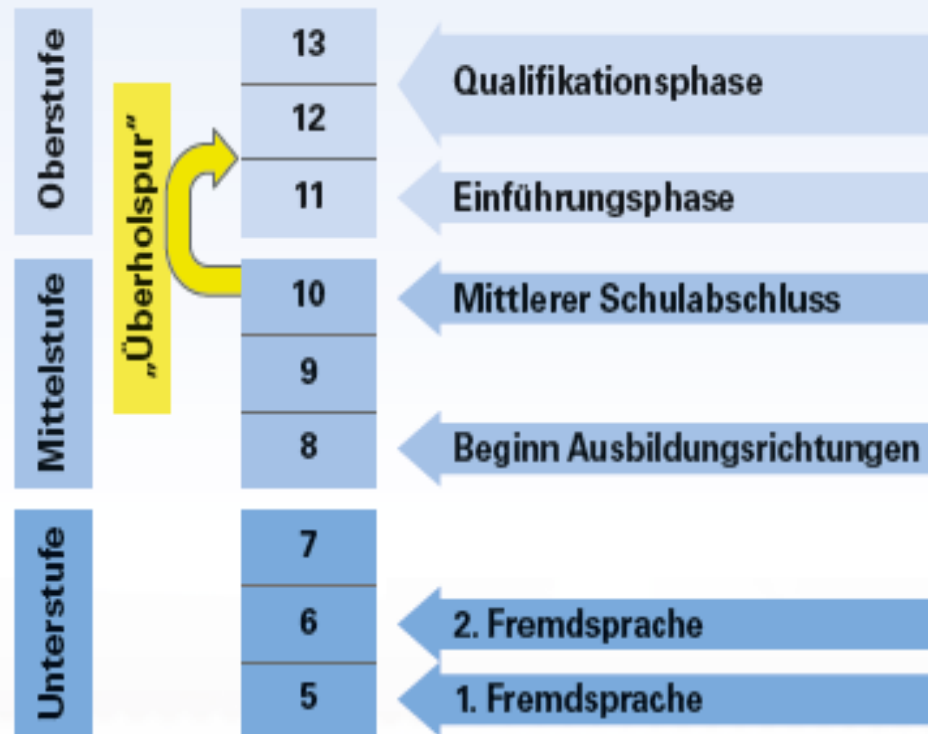 Oberstufe
„Überholspur“
13
Qualifikationsphase
12
11
Einführungsphase
Mittelstufe
10
Mittlerer Schulabschluss
9
8
Beginn Ausbildungsrichtungen
Unterstufe
7
6
2. Fremdsprache
5
1. Fremdsprache